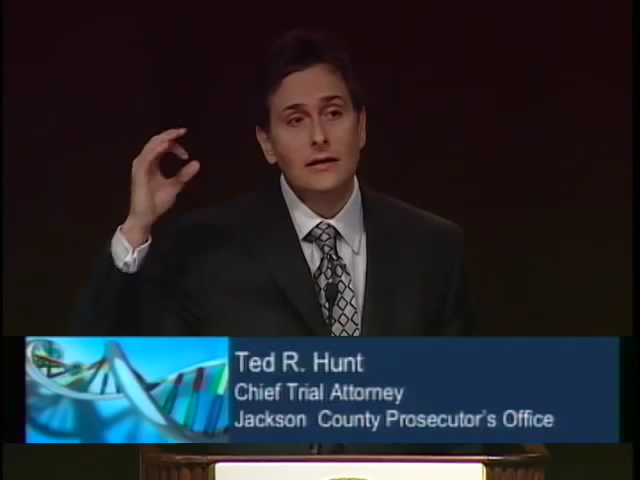 Ted R. Hunt
Chief Trial Attorney
Jackson County Prosecutor's Office